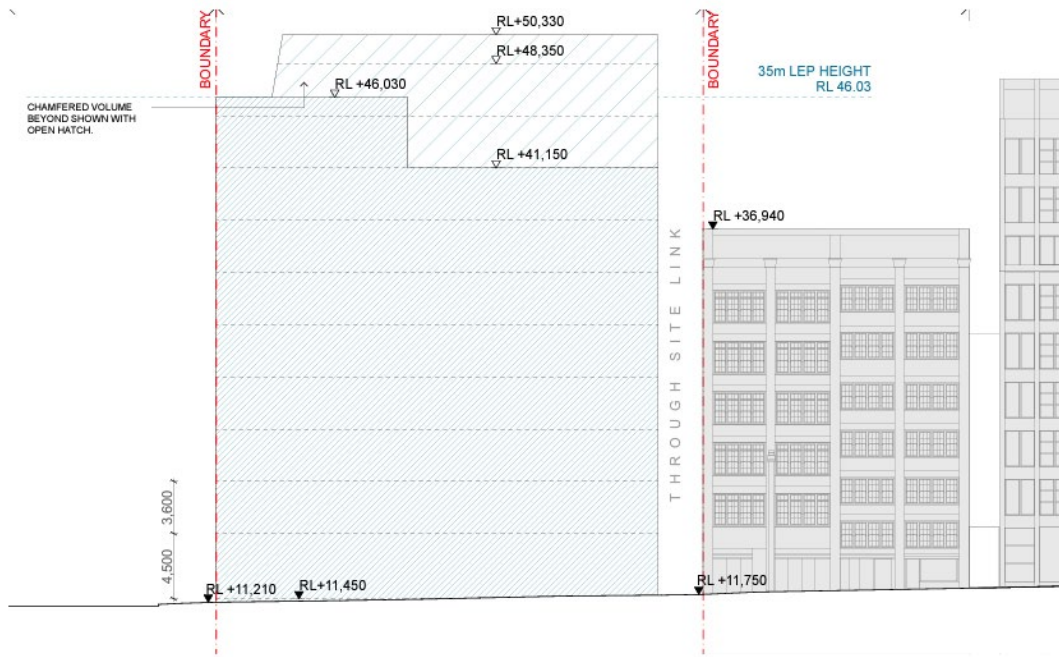 RL+50,330
BOUNDARY
RL+48,350
BOUNDARY
35m LEP HEIGHT
RL 46.03
RL +46,030
CHAMFERED VOLUME
BEYOND SHOWN WITH
OPEN HATCH.
RL +41,150
RL +36,940
THROUGH SITE LINK
3,600
4,500
RL +11,210
RL+11,450
RL +11,750